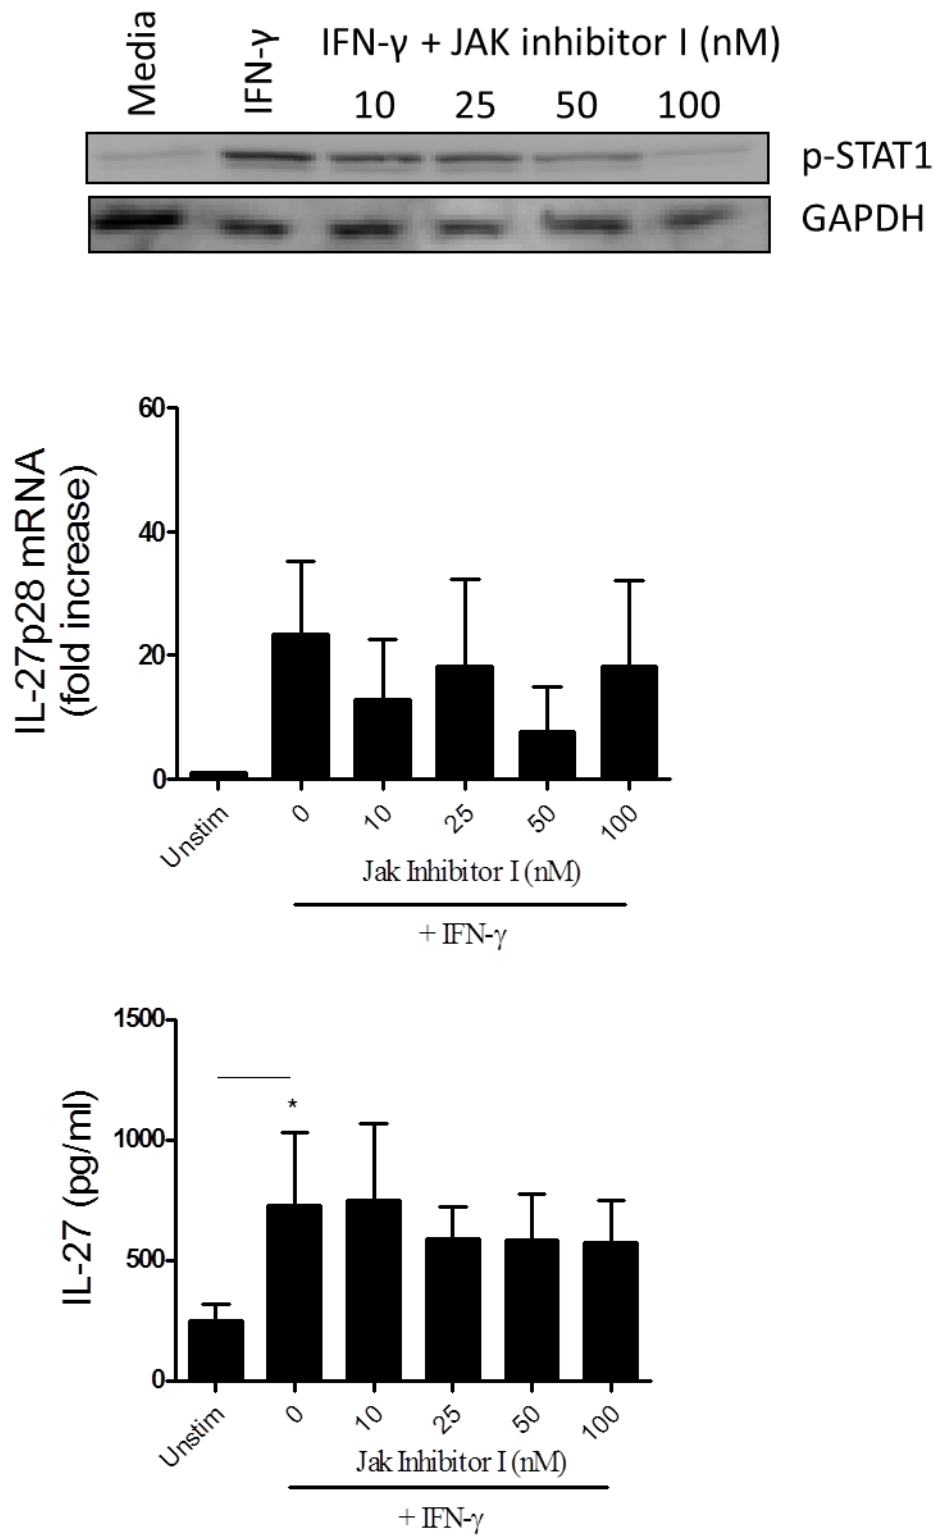 Media
IFN-γ
IFN-γ + JAK inhibitor I (nM)
10 25 50 100
p-STAT1
GAPDH
IL-27p28 mRNA
(fold increase)
60
40
20
0
Unstim 0 10 25 50 100
Jak Inhibitor I (nM)
+ IFN-γ
IL-27 (pg/ml)
1500
1000
500
0
*
Unstim 0 10 25 50 100
Jak Inhibitor I (nM)
+ IFN-γ